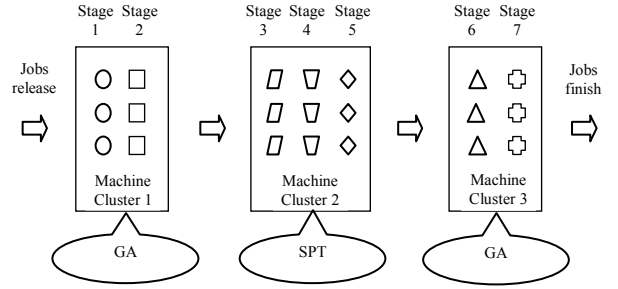 Stage Stage
1 2
Stage Stage Stage
3 4 5
Stage Stage
6 7
Jobs
release
Jobs
finish
Machine
Cluster 1
Machine
Cluster 2
Machine
Cluster 3
GA
SPT
GA